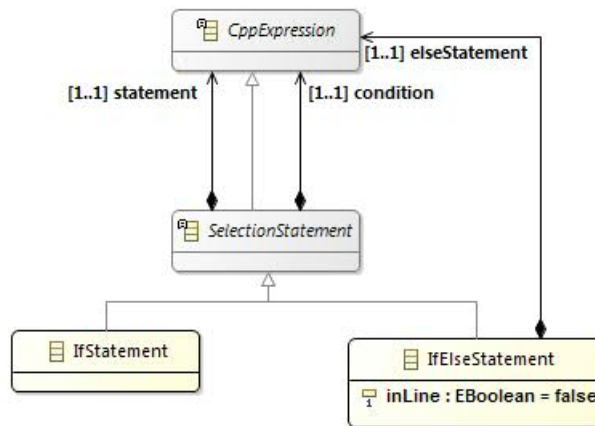 CppExpression
[1..1] elseStatement
[1..1] statement
[1..1] condition
SelectionStatement
IfStatement
IfElseStatement
inLine : EBoolean = false